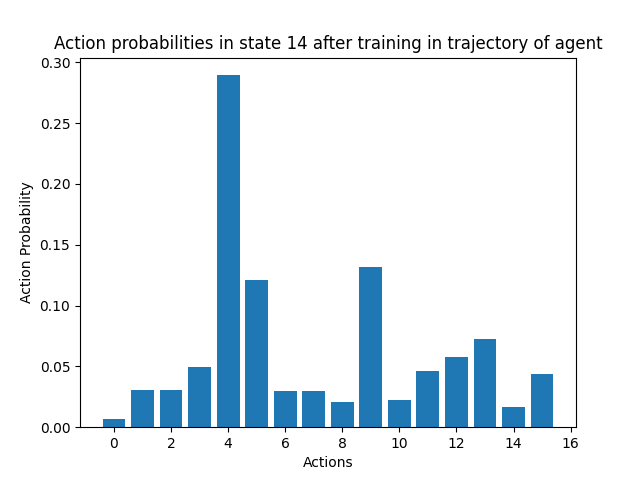 Action probabilities in state 14 after training in trajectory of agent
0.30
0.25
0.20
0.15
0.10
0.05
0.00
Action Probability
0 2 4 6 8 10 12 14 16
Actions